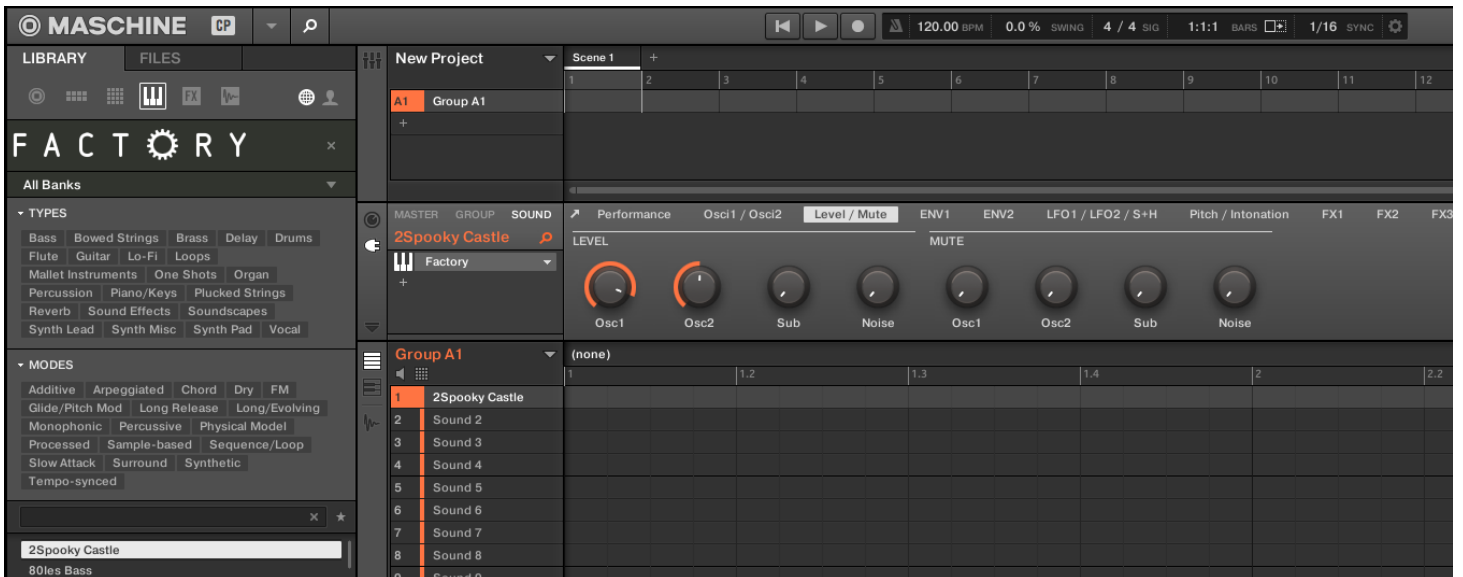 MASCHINE CP 120.00 BPM 0.0 % SWING 4 / 4 SIG 1:1:1 BARS 1/16 SYNC
LIBRARY FILES
FX
FACTORY
All Banks
TYPES
Bass Bowed Strings Brass Delay Drums
Flute Guitar Lo-Fi Loops
Mallet Instruments One Shots Organ
Percussion Piano/Keys Plucked Strings
Reverb Sound Effects Soundscapes
Synth Lead Synth Misc Synth Pad Vocal
MODES
Additive Arpeggiated Chord Dry FM
Glide/Pitch Mod Long Release Long/Evolving
Monophonic Percussive Physical Model
Processed Sample-based Sequence/Loop
Slow Attack Surround Synthetic
Tempo-synced
2Spooky Castle
80les Bass
New Project Scene 1 +
1 2 3 4 5 6 7 8 9 10 11 12
A1 Group A1
+
MASTER GROUP SOUND Performance Osci1 / Osci2 Level / Mute ENV1 ENV2 LFO1 / LFO2 / S+H Pitch / Intonation FX1 FX2 FX3
2Spooky Castle LEVEL MUTE
Factory
+
Osc1 Osc2 Sub Noise Osc1 Osc2 Sub Noise
Group A1 (none)
1 1.2 1.3 1.4 2 2.2
1 2Spooky Castle
2 Sound 2
3 Sound 3
4 Sound 4
5 Sound 5
6 Sound 6
7 Sound 7
8 Sound 8
9 Sound 9